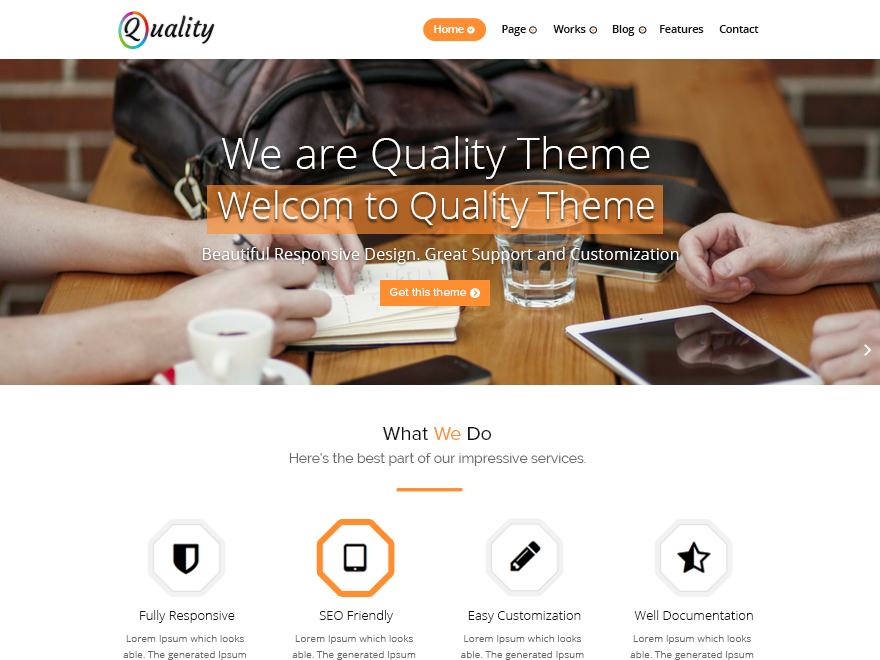 Quality
Home Page Works Blog Features Contact
We are Quality Theme
Welcom to Quality Theme
Beautiful Responsive Design. Great Support and Customization
Get this theme
What We Do
Here's the best part of our impressive services.
Fully Responsive SEO Friendly Easy Customization Well Documentation
Lorem Ipsum which looks Lorem Ipsum which looks Lorem Ipsum which looks Lorem Ipsum which looks
able. The generated Ipsum able. The generated Ipsum able. The generated Ipsum able. The generated Ipsum